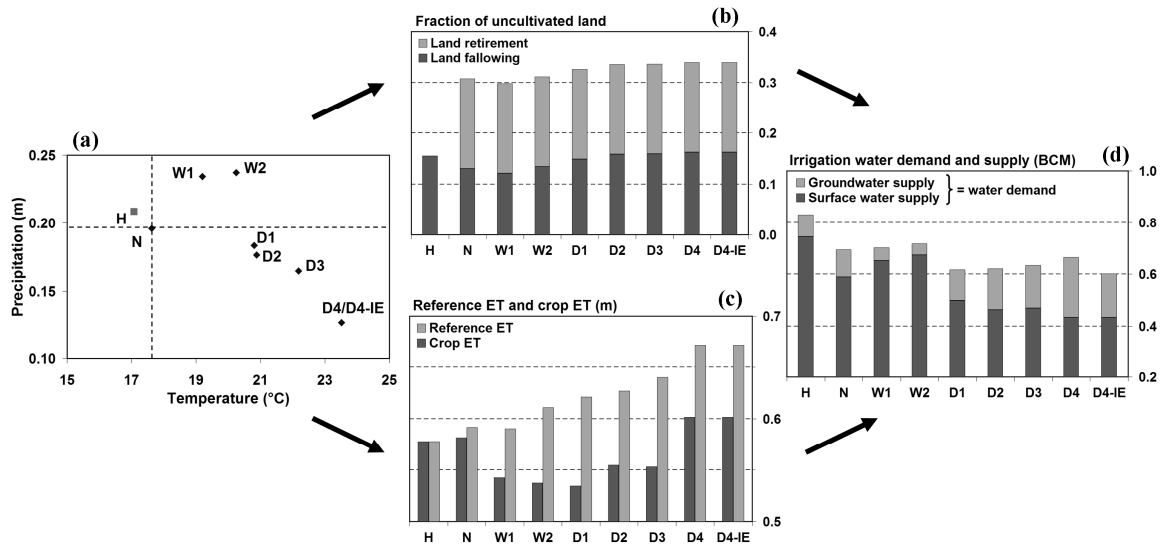 (a)
Precipitation (m)
0.25
0.20
0.15
0.10
W1
W2
H
N
D1
D2
D3
D4/D4-IE
15 17 19 21 23 25
Temperature (°C)
Fraction of uncultivated land
(b)
Land retirement
Land fallowing
0.4
0.3
0.2
0.1
0.0
H N W1 W2 D1 D2 D3 D4 D4-IE
Reference ET and crop ET (m)
(c)
Reference ET
Crop ET
0.7
0.6
0.5
H N W1 W2 D1 D2 D3 D4 D4-IE
Irrigation water demand and supply (BCM)
(d)
Groundwater supply
Surface water supply
= water demand
1.0
0.8
0.6
0.4
0.2
H N W1 W2 D1 D2 D3 D4 D4-IE